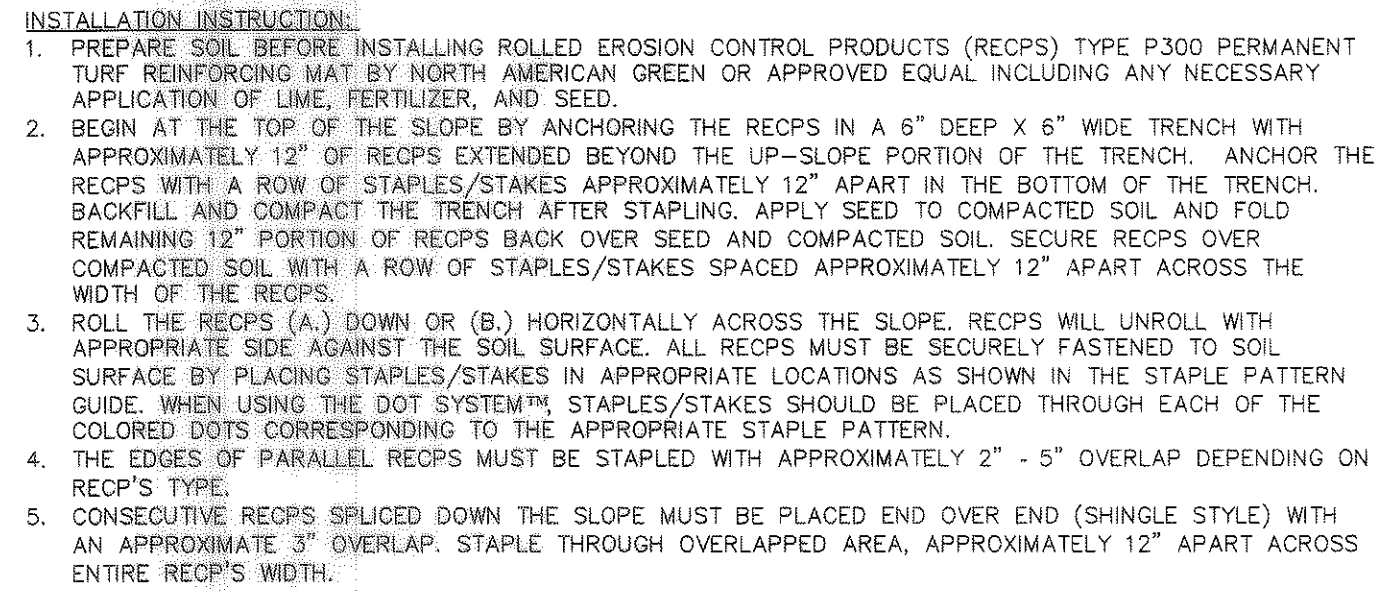 INSTALLATION INSTRUCTION:
1. PREPARE SOIL BEFORE INSTALLING ROLLED EROSION CONTROL PRODUCTS (RECPS) TYPE P300 PERMANENT
TURF REINFORCING MAT BY NORTH AMERICAN GREEN OR APPROVED EQUAL INCLUDING ANY NECESSARY
APPLICATION OF LIME, FERTILIZER, AND SEED.
2. BEGIN AT THE TOP OF THE SLOPE BY ANCHORING THE RECPS IN A 6" DEEP X 6" WIDE TRENCH WITH
APPROXIMATELY 12" OF RECPS EXTENDED BEYOND THE UP-SLOPE PORTION OF THE TRENCH. ANCHOR THE
RECPS WITH A ROW OF STAPLES/STAKES APPROXIMATELY 12" APART IN THE BOTTOM OF THE TRENCH.
BACKFILL AND COMPACT THE TRENCH AFTER STAPLING. APPLY SEED TO COMPACTED SOIL AND FOLD
REMAINING 12" PORTION OF RECPS BACK OVER SEED AND COMPACTED SOIL. SECURE RECPS OVER
COMPACTED SOIL WITH A ROW OF STAPLES/STAKES SPACED APPROXIMATELY 12" APART ACROSS THE
WIDTH OF THE RECPS.
3. ROLL THE RECPS (A.) DOWN OR (B.) HORIZONTALLY ACROSS THE SLOPE. RECPS WILL UNROLL WITH
APPROPRIATE SIDE AGAINST THE SOIL SURFACE. ALL RECPS MUST BE SECURELY FASTENED TO SOIL
SURFACE BY PLACING STAPLES/STAKES IN APPROPRIATE LOCATIONS AS SHOWN IN THE STAPLE PATTERN
GUIDE. WHEN USING THE DOT SYSTEM™, STAPLES/STAKES SHOULD BE PLACED THROUGH EACH OF THE
COLORED DOTS CORRESPONDING TO THE APPROPRIATE STAPLE PATTERN.
4. THE EDGES OF PARALLEL RECPS MUST BE STAPLED WITH APPROXIMATELY 2" - 5" OVERLAP DEPENDING ON
RECP'S TYPE.
5. CONSECUTIVE RECPS SPLICED DOWN THE SLOPE MUST BE PLACED END OVER END (SHINGLE STYLE) WITH
AN APPROXIMATE 3" OVERLAP. STAPLE THROUGH OVERLAPPED AREA, APPROXIMATELY 12" APART ACROSS
ENTIRE RECP'S WIDTH.